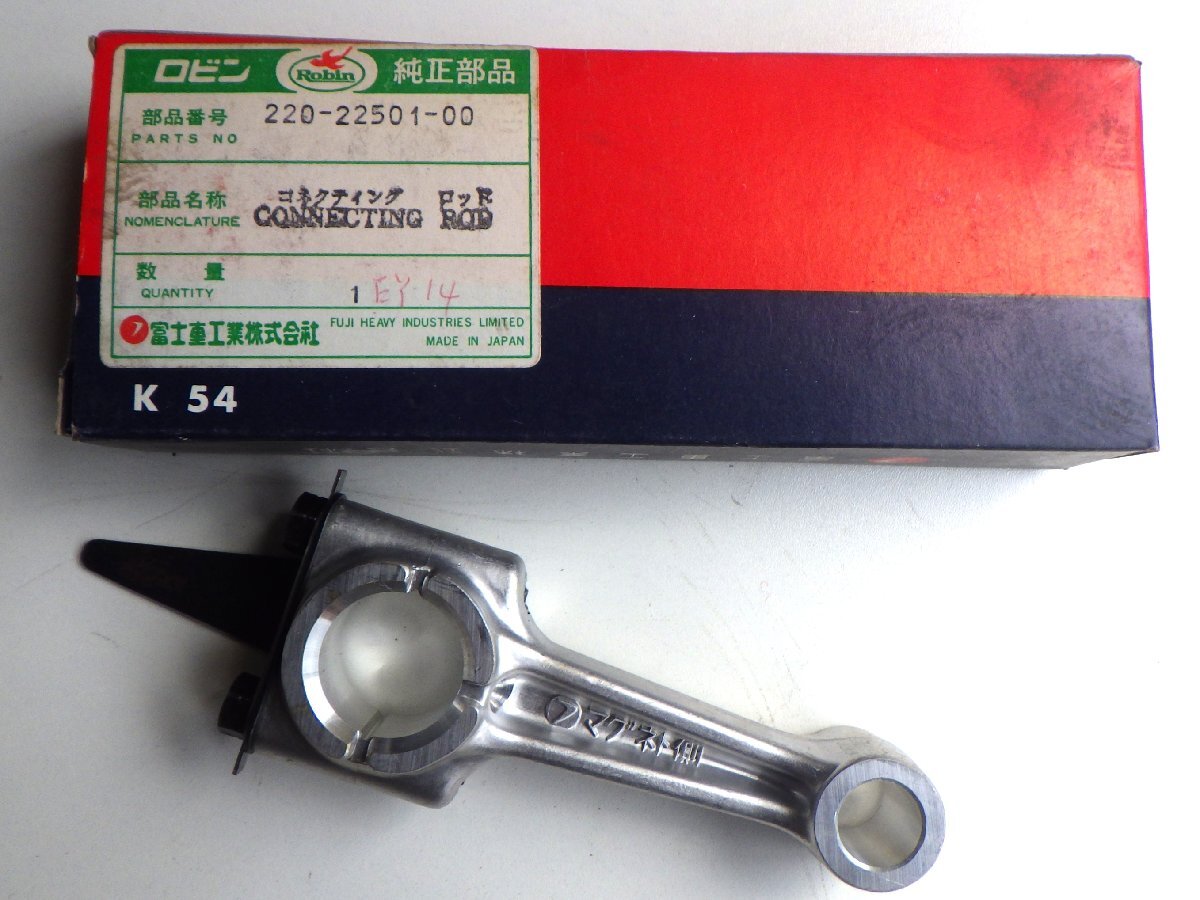 ロビン Robin 純正部品
部品番号 220-22501-00
PARTS NO
コネクティング ロッド
部品名称 CONNECTING ROD
NOMENCLATURE
数 量
QUANTITY 1 EY 14
富士重工業株式会社 FUJI HEAVY INDUSTRIES LIMITED
MADE IN JAPAN
K 54
マグネト側